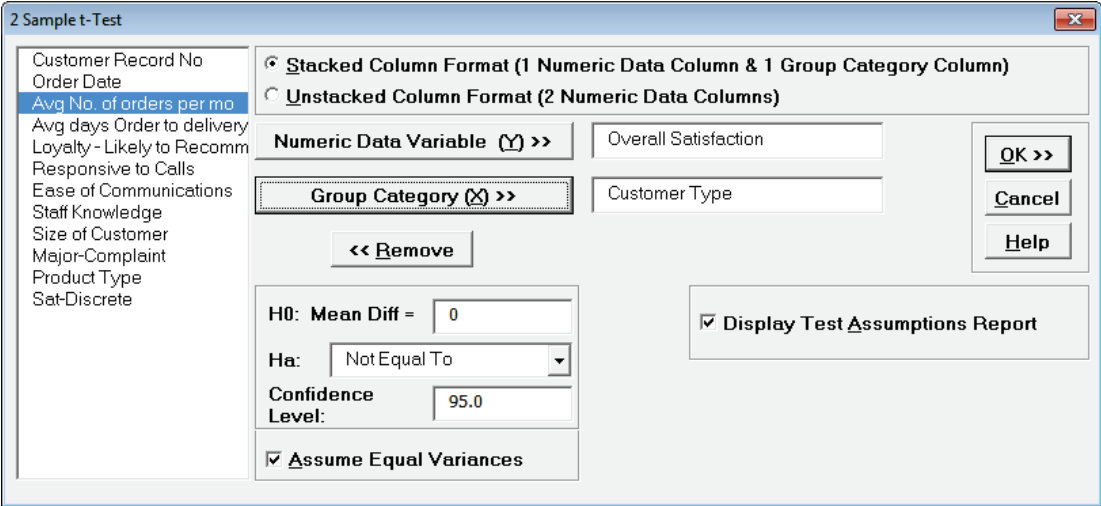 2 Sample t-Test
Customer Record No
Order Date
Avg No. of orders per mo
Avg days Order to delivery
Loyalty - Likely to Recomm
Responsive to Calls
Ease of Communications
Staff Knowledge
Size of Customer
Major-Complaint
Product Type
Sat-Discrete
Stacked Column Format (1 Numeric Data Column & 1 Group Category Column)
Unstacked Column Format (2 Numeric Data Columns)
Numeric Data Variable (Y) >>
Overall Satisfaction
Group Category (X) >>
Customer Type
<< Remove
OK >>
Cancel
Help
H0: Mean Diff = 0
Ha: Not Equal To
Confidence
Level: 95.0
Assume Equal Variances
Display Test Assumptions Report